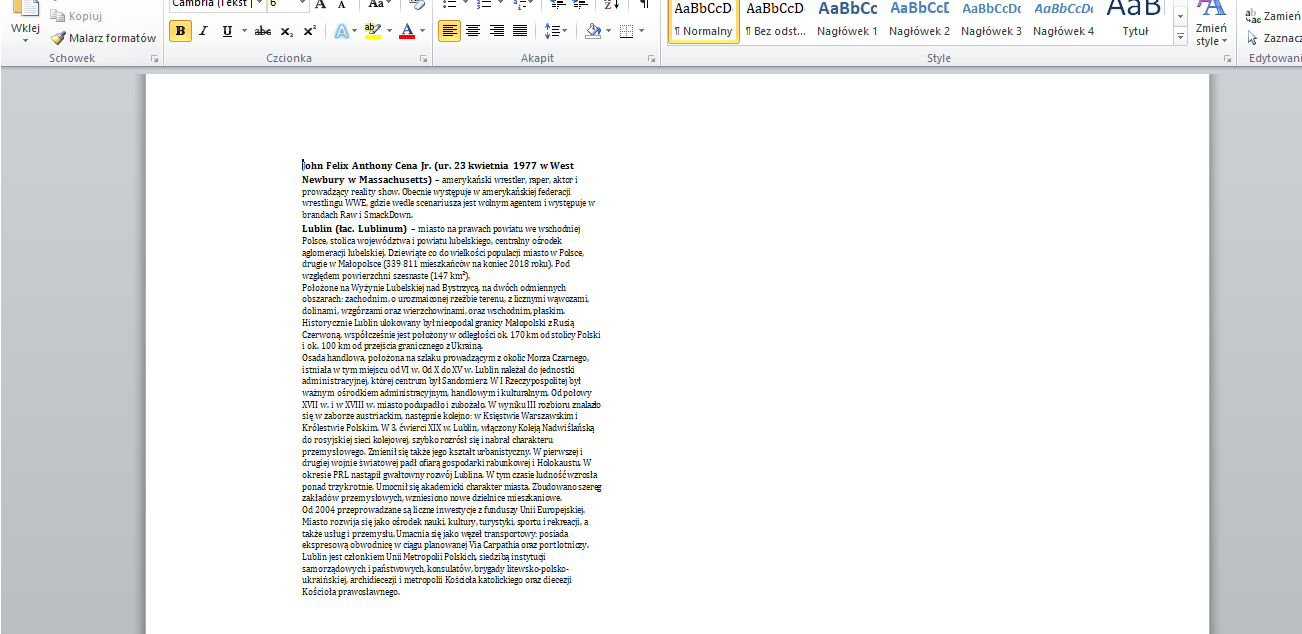 Wklej
Kopiuj
Malarz formatów
Schowek
Cambria (Tekst
6
A
A
Aa
B I U abc x₂ x² A ab A
Czcionka
Akapit
AaBbCcD AaBbCcD AaBbCc AaBbCcI AaBbCcDc AaBbCcDc AaB
¶ Normalny ¶ Bez odst... Nagłówek 1 Nagłówek 2 Nagłówek 3 Nagłówek 4 Tytuł
Style
Zmień
style
Zamień
Zaznacz
Edytowani
John Felix Anthony Cena Jr. (ur. 23 kwietnia 1977 w West
Newbury w Massachusetts) – amerykański wrestler, raper, aktor i
prowadzący reality show. Obecnie występuje w amerykańskiej federacji
wrestlingu WWE, gdzie wedle scenariusza jest wolnym agentem i występuje w
brandach Raw i SmackDown.
Lublin (łac. Lublinum) – miasto na prawach powiatu we wschodniej
Polsce, stolica województwa i powiatu lubelskiego, centralny ośrodek
aglomeracji lubelskiej. Dziewiąte co do wielkości populacji miasto w Polsce,
drugie w Małopolsce (339 811 mieszkańców na koniec 2018 roku). Pod
względem powierzchni szesnaste (147 km²).
Położone na Wyżynie Lubelskiej nad Bystrzycą, na dwóch odmiennych
obszarach: zachodnim, o urozmaiconej rzeźbie terenu, z licznymi wąwozami,
dolinami, wzgórzami oraz wierzchowinami, oraz wschodnim, płaskim.
Historycznie Lublin ulokowany był nieopodal granicy Małopolski z Rusią
Czerwoną, współcześnie jest położony w odległości ok. 170 km od stolicy Polski
i ok. 100 km od przejścia granicznego z Ukrainą.
Osada handlowa, położona na szlaku prowadzącym z okolic Morza Czarnego,
istniała w tym miejscu od VI w. Od X do XV w. Lublin należał do jednostki
administracyjnej, której centrum był Sandomierz. W I Rzeczypospolitej był
ważnym ośrodkiem administracyjnym, handlowym i kulturalnym. Od połowy
XVII w. i w XVIII w. miasto podupadło i zubożało. W wyniku III rozbioru znalazło
się w zaborze austriackim, następnie kolejno: w Księstwie Warszawskim i
Królestwie Polskim. W 3. ćwierci XIX w. Lublin, włączony Koleją Nadwiślańską
do rosyjskiej sieci kolejowej, szybko rozrósł się i nabrał charakteru
przemysłowego. Zmienił się także jego kształt urbanistyczny. W pierwszej i
drugiej wojnie światowej padł ofiarą gospodarki rabunkowej i Holokaustu. W
okresie PRL nastąpił gwałtowny rozwój Lublina. W tym czasie ludność wzrosła
ponad trzykrotnie. Umocnił się akademicki charakter miasta. Zbudowano szereg
zakładów przemysłowych, wzniesiono nowe dzielnice mieszkaniowe.
Od 2004 przeprowadzane są liczne inwestycje z funduszy Unii Europejskiej.
Miasto rozwija się jako ośrodek nauki, kultury, turystyki, sportu i rekreacji, a
także usług i przemysłu. Umacnia się jako węzeł transportowy: posiada
ekspresową obwodnicę w ciągu planowanej Via Carpathia oraz port lotniczy.
Lublin jest członkiem Unii Metropolii Polskich, siedzibą instytucji
samorządowych i państwowych, konsulatów, brygady litewsko-polsko-
ukraińskiej, archidiecezji i metropolii Kościoła katolickiego oraz diecezji
Kościoła prawosławnego.